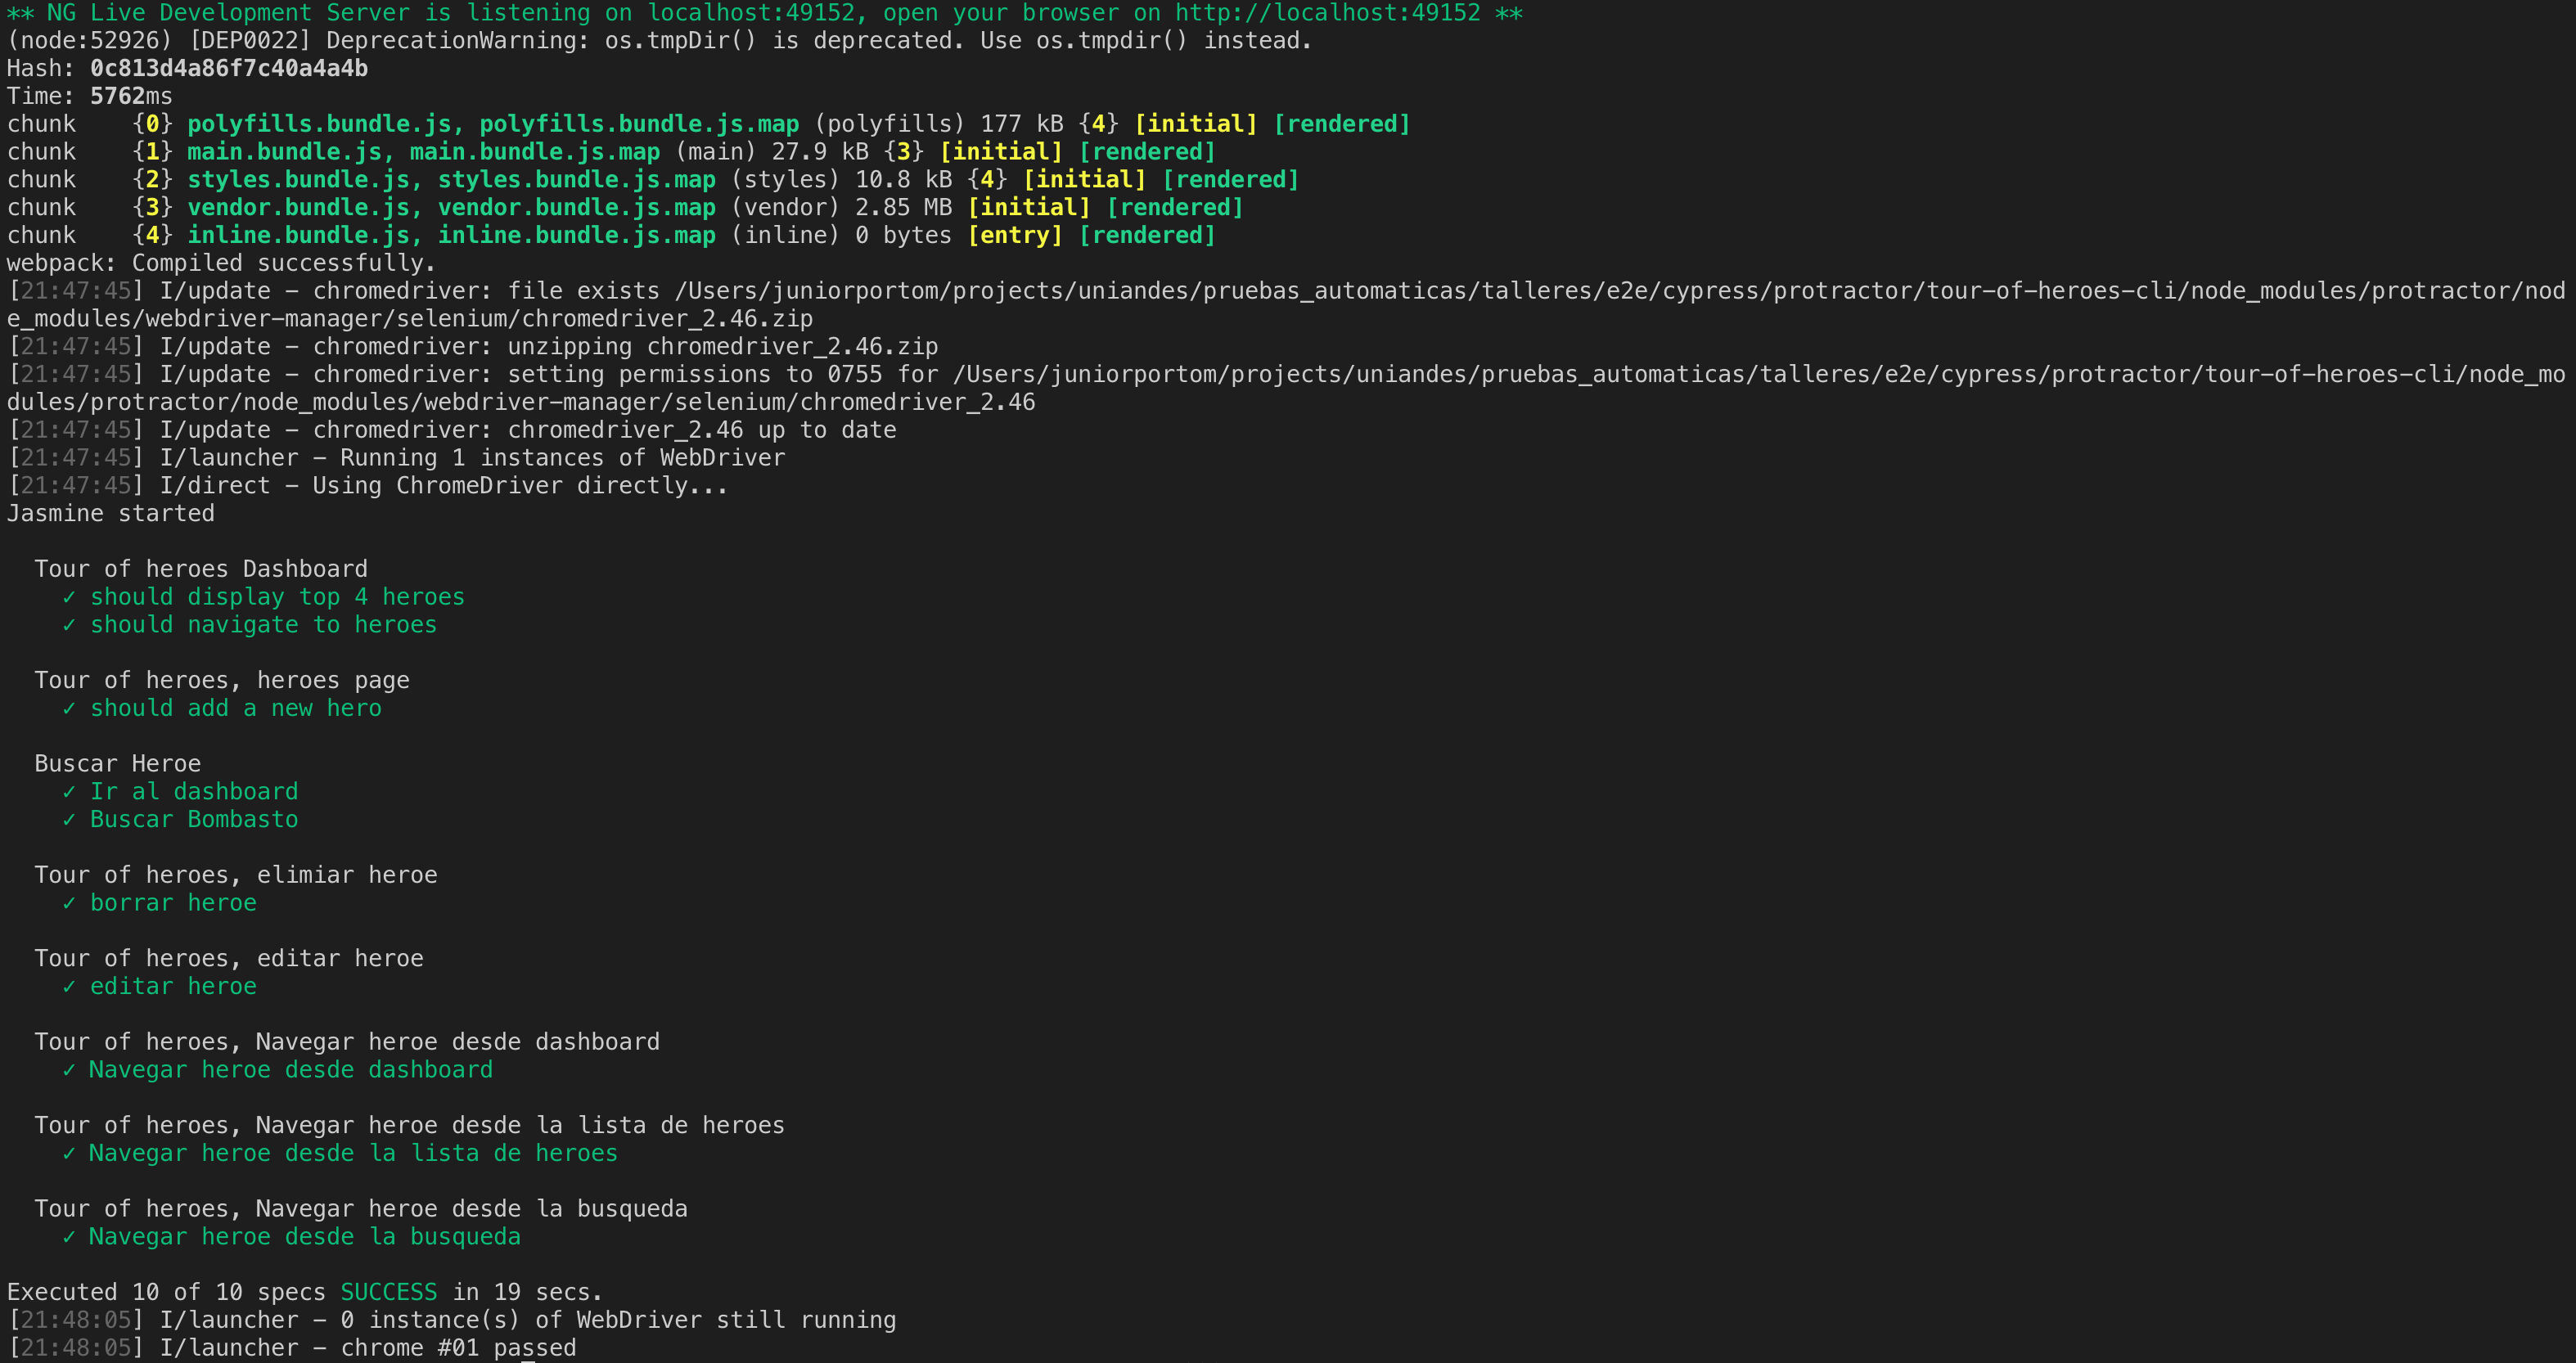 ** NG Live Development Server is listening on localhost:49152, open your browser on http://localhost:49152 **
(node:52926) [DEP0022] DeprecationWarning: os.tmpDir() is deprecated. Use os.tmpdir() instead.
Hash: 0c813d4a86f7c40a4a4b
Time: 5762ms
chunk    {0} polyfills.bundle.js, polyfills.bundle.js.map (polyfills) 177 kB {4} [initial] [rendered]
chunk    {1} main.bundle.js, main.bundle.js.map (main) 27.9 kB {3} [initial] [rendered]
chunk    {2} styles.bundle.js, styles.bundle.js.map (styles) 10.8 kB {4} [initial] [rendered]
chunk    {3} vendor.bundle.js, vendor.bundle.js.map (vendor) 2.85 MB [initial] [rendered]
chunk    {4} inline.bundle.js, inline.bundle.js.map (inline) 0 bytes [entry] [rendered]
webpack: Compiled successfully.
[21:47:45] I/update - chromedriver: file exists /Users/juniorportom/projects/uniandes/pruebas_automaticas/talleres/e2e/cypress/protractor/tour-of-heroes-cli/node_modules/protractor/nod
e_modules/webdriver-manager/selenium/chromedriver_2.46.zip
[21:47:45] I/update - chromedriver: unzipping chromedriver_2.46.zip
[21:47:45] I/update - chromedriver: setting permissions to 0755 for /Users/juniorportom/projects/uniandes/pruebas_automaticas/talleres/e2e/cypress/protractor/tour-of-heroes-cli/node_mo
dules/protractor/node_modules/webdriver-manager/selenium/chromedriver_2.46
[21:47:45] I/update - chromedriver: chromedriver_2.46 up to date
[21:47:45] I/launcher - Running 1 instances of WebDriver
[21:47:45] I/direct - Using ChromeDriver directly...
Jasmine started
Tour of heroes Dashboard
✓ should display top 4 heroes
✓ should navigate to heroes
Tour of heroes, heroes page
✓ should add a new hero
Buscar Heroe
✓ Ir al dashboard
✓ Buscar Bombasto
Tour of heroes, elimiar heroe
✓ borrar heroe
Tour of heroes, editar heroe
✓ editar heroe
Tour of heroes, Navegar heroe desde dashboard
✓ Navegar heroe desde dashboard
Tour of heroes, Navegar heroe desde la lista de heroes
✓ Navegar heroe desde la lista de heroes
Tour of heroes, Navegar heroe desde la busqueda
✓ Navegar heroe desde la busqueda
Executed 10 of 10 specs SUCCESS in 19 secs.
[21:48:05] I/launcher - 0 instance(s) of WebDriver still running
[21:48:05] I/launcher - chrome #01 passed